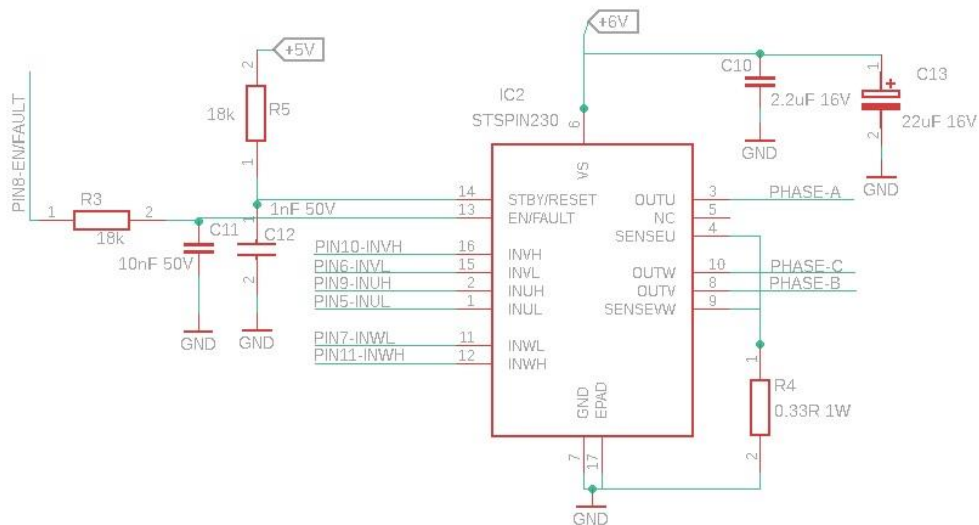 +6V
+5V
PIN8-EN/FAULT
2
R5
18k
1
IC2
STSPIN230
6
VS
C10
2.2uF 16V
GND
1
+
C13
22uF 16V
2
GND
R3
1
2
18k
C11
10nF 50V
GND
1nF 50V
1
C12
2
GND
14
STBY/RESET
13
EN/FAULT
PIN10-INVH
16
INVH
PIN6-INVL
15
INVL
PIN9-INUH
2
INUH
PIN5-INUL
1
INUL
PIN7-INWL
11
INWL
PIN11-INWH
12
INWH
OUTU
3
PHASE-A
NC
5
SENSEU
4
OUTW
10
PHASE-C
OUTV
8
PHASE-B
SENSEVW
9
GND
EPAD
7
17
GND
1
R4
0.33R 1W
2